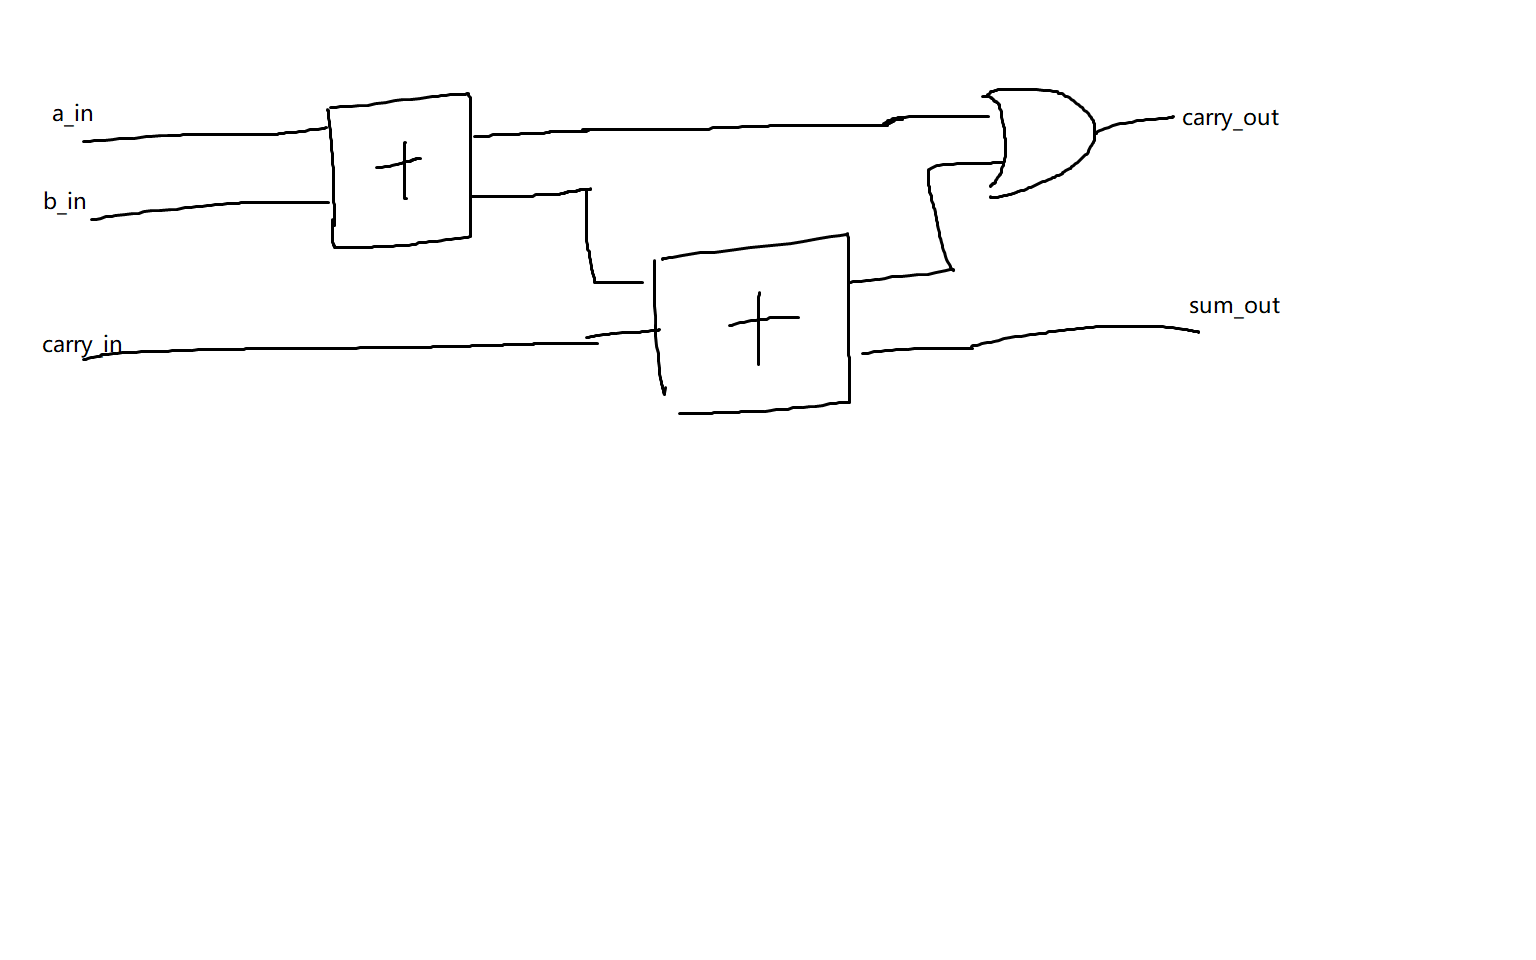 a_in
b_in
carry_in
+
+
carry_out
sum_out